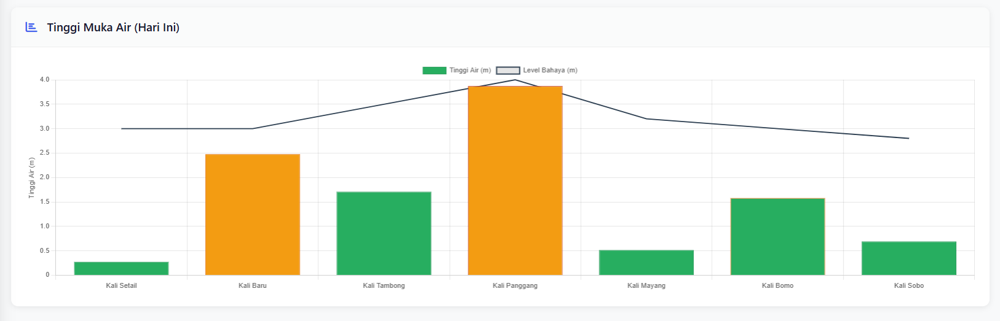 Tinggi Muka Air (Hari Ini)
Tinggi Air (m) Level Bahaya (m)
4.0
3.5
3.0
2.5
2.0
1.5
1.0
0.5
0
Tinggi Air (m)
Kali Setail Kali Baru Kali Tambong Kali Panggang Kali Mayang Kali Bomo Kali Sobo